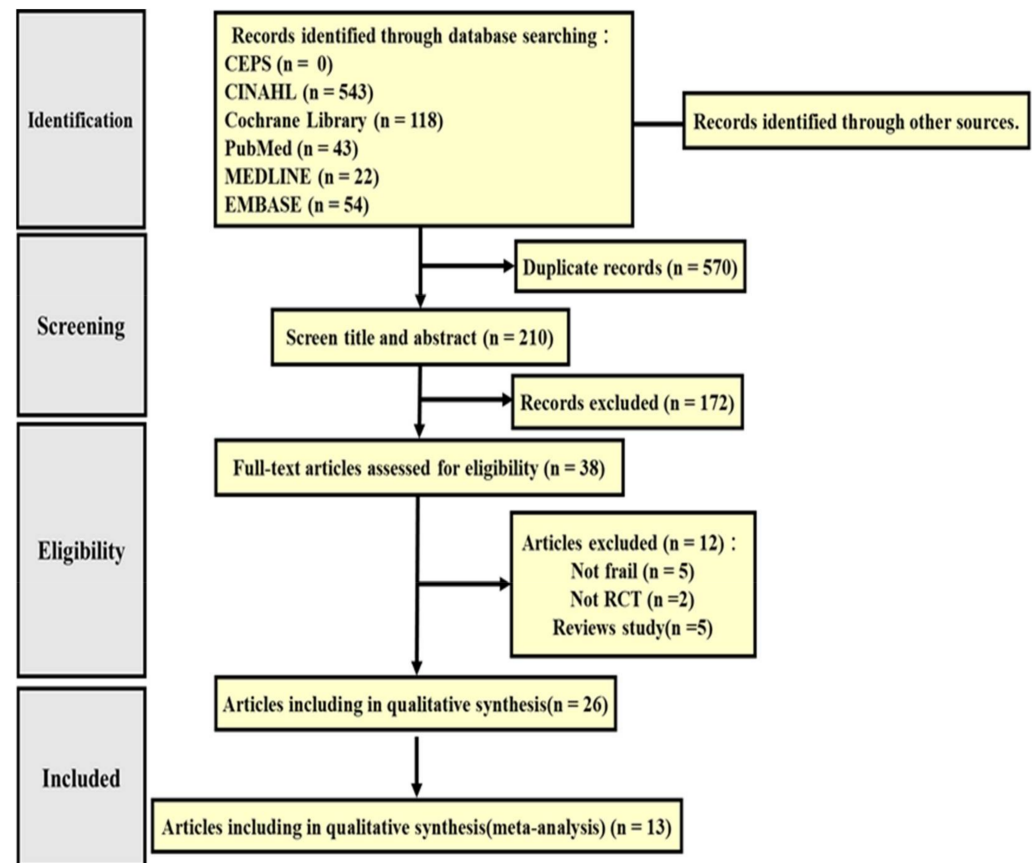 Identification
Records identified through database searching：
CEPS (n = 0)
CINAHL (n = 543)
Cochrane Library (n = 118)
PubMed (n = 43)
MEDLINE (n = 22)
EMBASE (n = 54)
Records identified through other sources.
Screening
Duplicate records (n = 570)
Screen title and abstract (n = 210)
Records excluded (n = 172)
Eligibility
Full-text articles assessed for eligibility (n = 38)
Articles excluded (n = 12)：
Not frail (n = 5)
Not RCT (n =2)
Reviews study(n =5)
Included
Articles including in qualitative synthesis(n = 26)
Articles including in qualitative synthesis(meta-analysis) (n = 13)